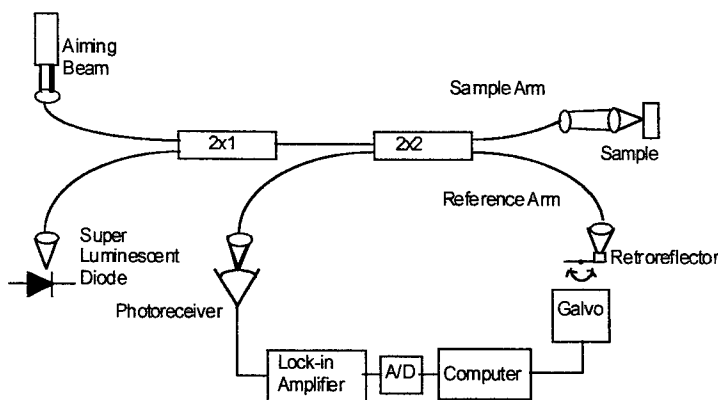 Aiming
Beam
Sample Arm
2x1
2x2
Sample
Reference Arm
Super
Luminescent
Diode
Retroreflector
Photoreceiver
Galvo
Lock-in
Amplifier
A/D
Computer